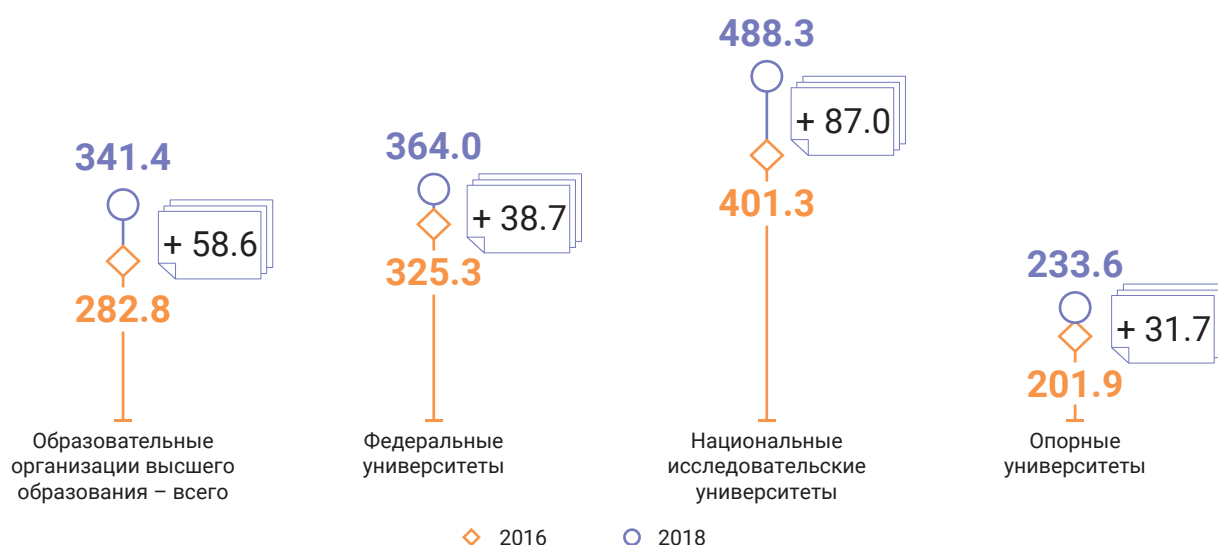 488.3
+ 87.0
401.3
341.4
+ 58.6
282.8
364.0
+ 38.7
325.3
233.6
+ 31.7
201.9
Образовательные
организации высшего
образования – всего
Федеральные
университеты
Национальные
исследовательские
университеты
Опорные
университеты
2016
2018